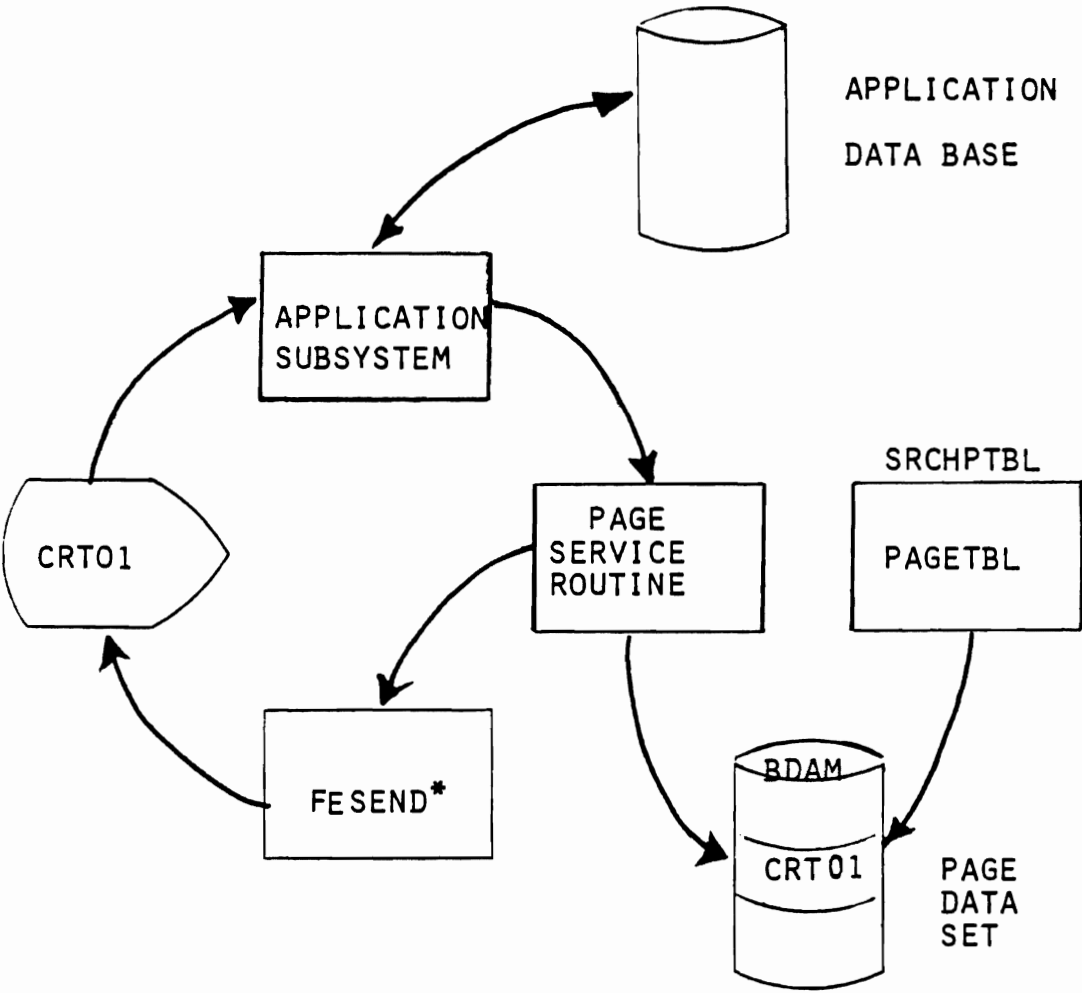 APPLICATION
DATA BASE
APPLICATION
SUBSYSTEM
SRCHPTBL
PAGE
SERVICE
ROUTINE
PAGETBL
CRT01
FESEND*
BDAM
CRT01
PAGE
DATA
SET